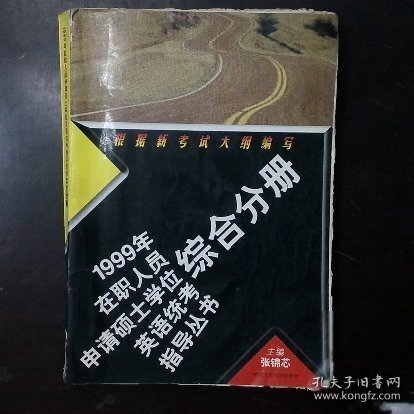 根据新考试大纲编写
1999年
在职人员
申请硕士学位
英语统考
指导丛书
综合分册
主编
张锦芯
孔夫子旧书网
www.kongfz.com